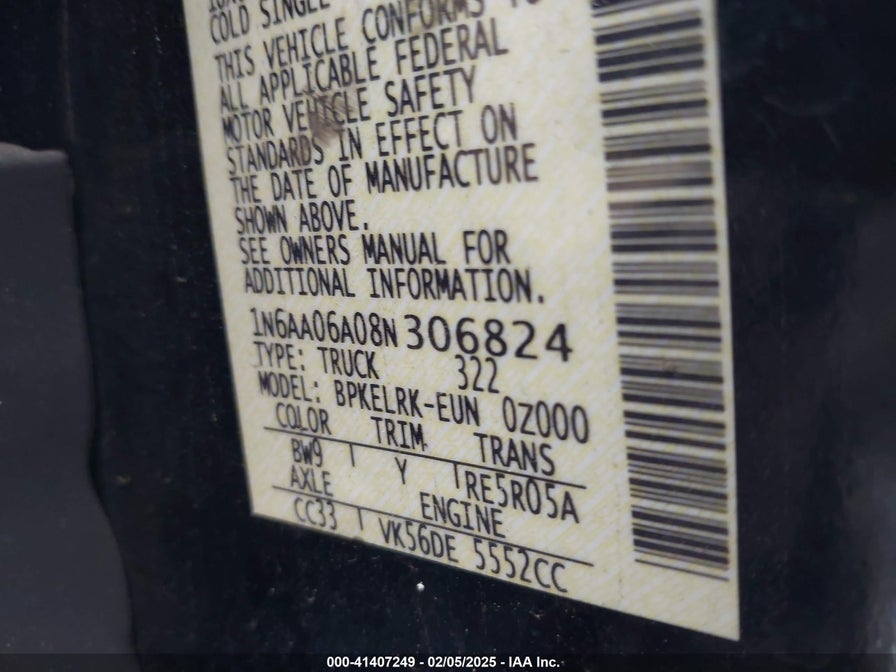 COLD SINGLE
THIS VEHICLE CONFORMS TO
ALL APPLICABLE FEDERAL
MOTOR VEHICLE SAFETY
STANDARDS IN EFFECT ON
THE DATE OF MANUFACTURE
SHOWN ABOVE.
SEE OWNERS MANUAL FOR
ADDITIONAL INFORMATION.
1N6AA06A08N306824
TYPE: TRUCK 322
MODEL: BPKELRK-EUN 0Z000
COLOR TRIM TRANS
BW9 Y RE5R05A
AXLE ENGINE
CC33 VK56DE 5552CC
000-41407249 - 02/05/2025 - IAA Inc.